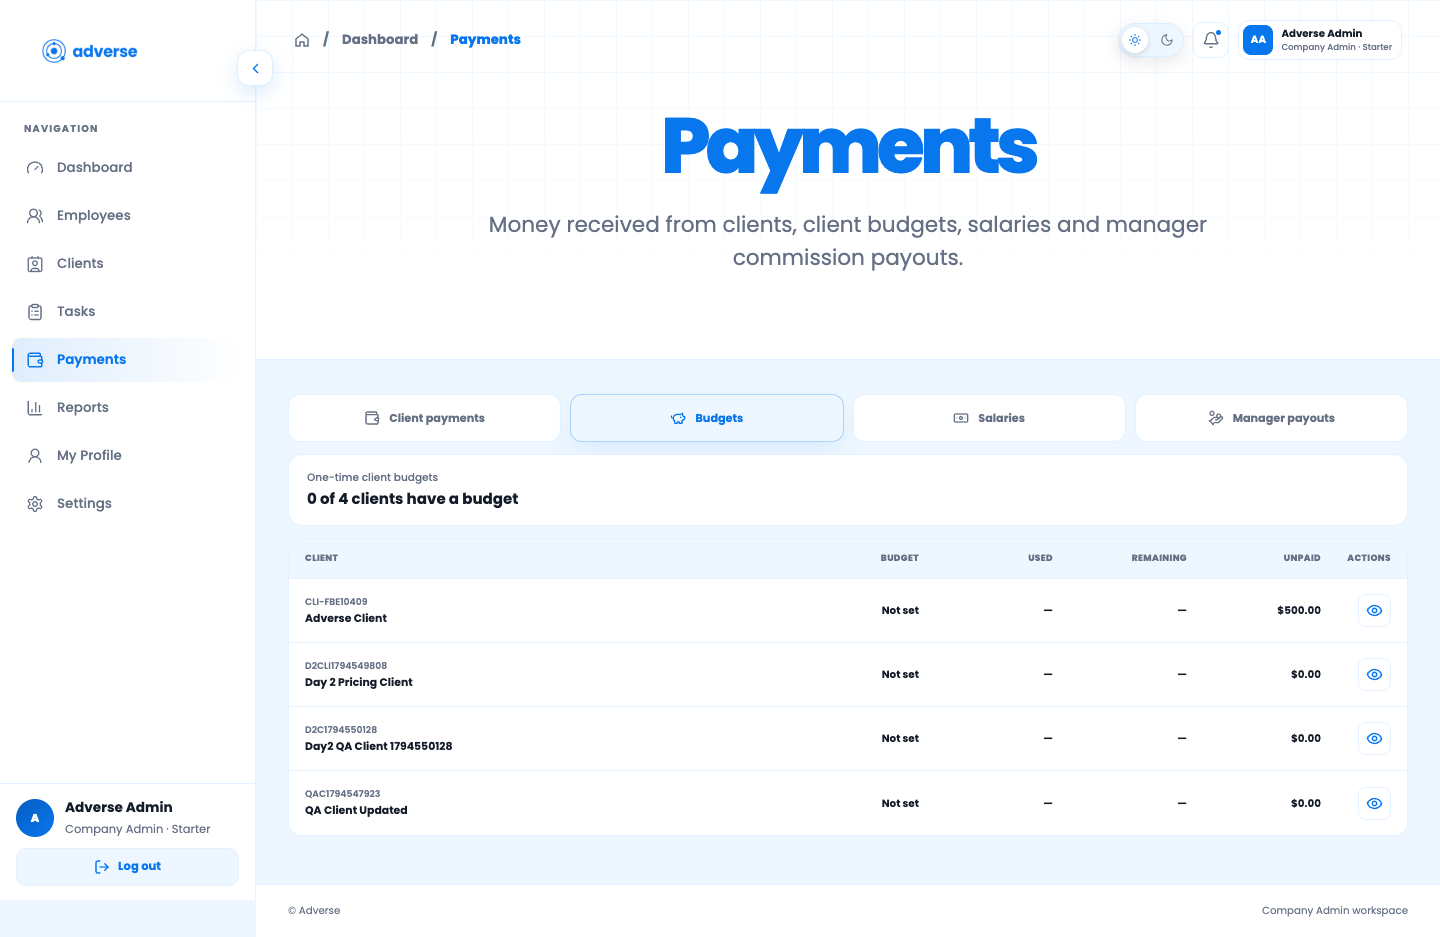 adverse
NAVIGATION
Dashboard
Employees
Clients
Tasks
Payments
Reports
My Profile
Settings
A
Adverse Admin
Company Admin · Starter
Log out
/ Dashboard / Payments
AA
Adverse Admin
Company Admin · Starter
Payments
Money received from clients, client budgets, salaries and manager
commission payouts.
Client payments
Budgets
Salaries
Manager payouts
One-time client budgets
0 of 4 clients have a budget
CLIENT BUDGET USED REMAINING UNPAID ACTIONS
CLI-FBE10409
Adverse Client Not set — — $500.00
D2CLI1794549808
Day 2 Pricing Client Not set — — $0.00
D2C1794550128
Day2 QA Client 1794550128 Not set — — $0.00
QAC1794547923
QA Client Updated Not set — — $0.00
© Adverse
Company Admin workspace